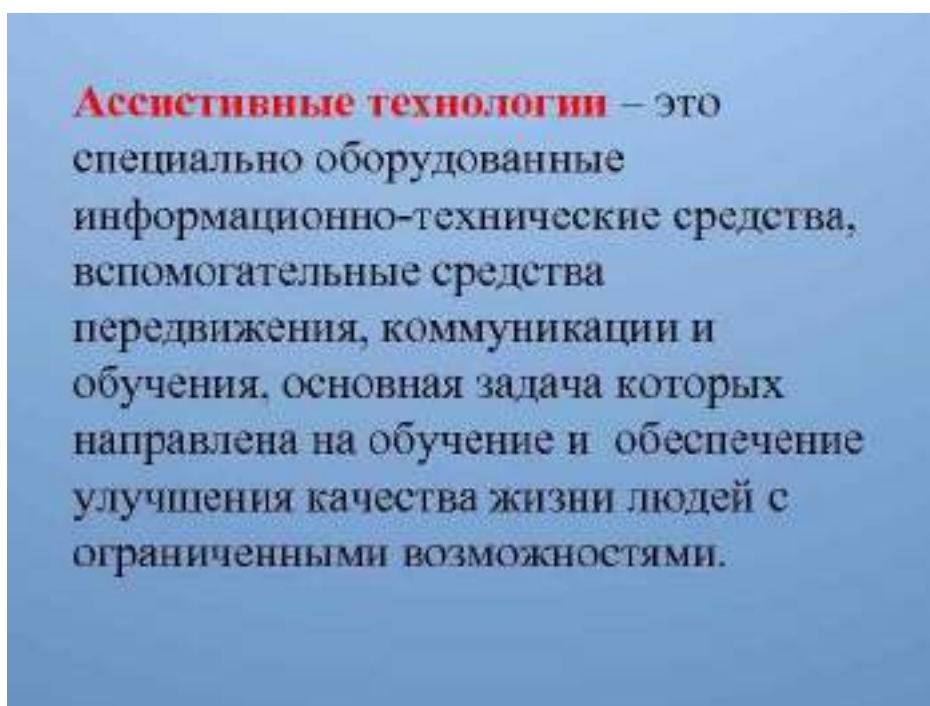 Ассистивные технологии – это
специально оборудованные
информационно-технические средства,
вспомогательные средства
передвижения, коммуникации и
обучения, основная задача которых
направлена на обучение и обеспечение
улучшения качества жизни людей с
ограниченными возможностями.